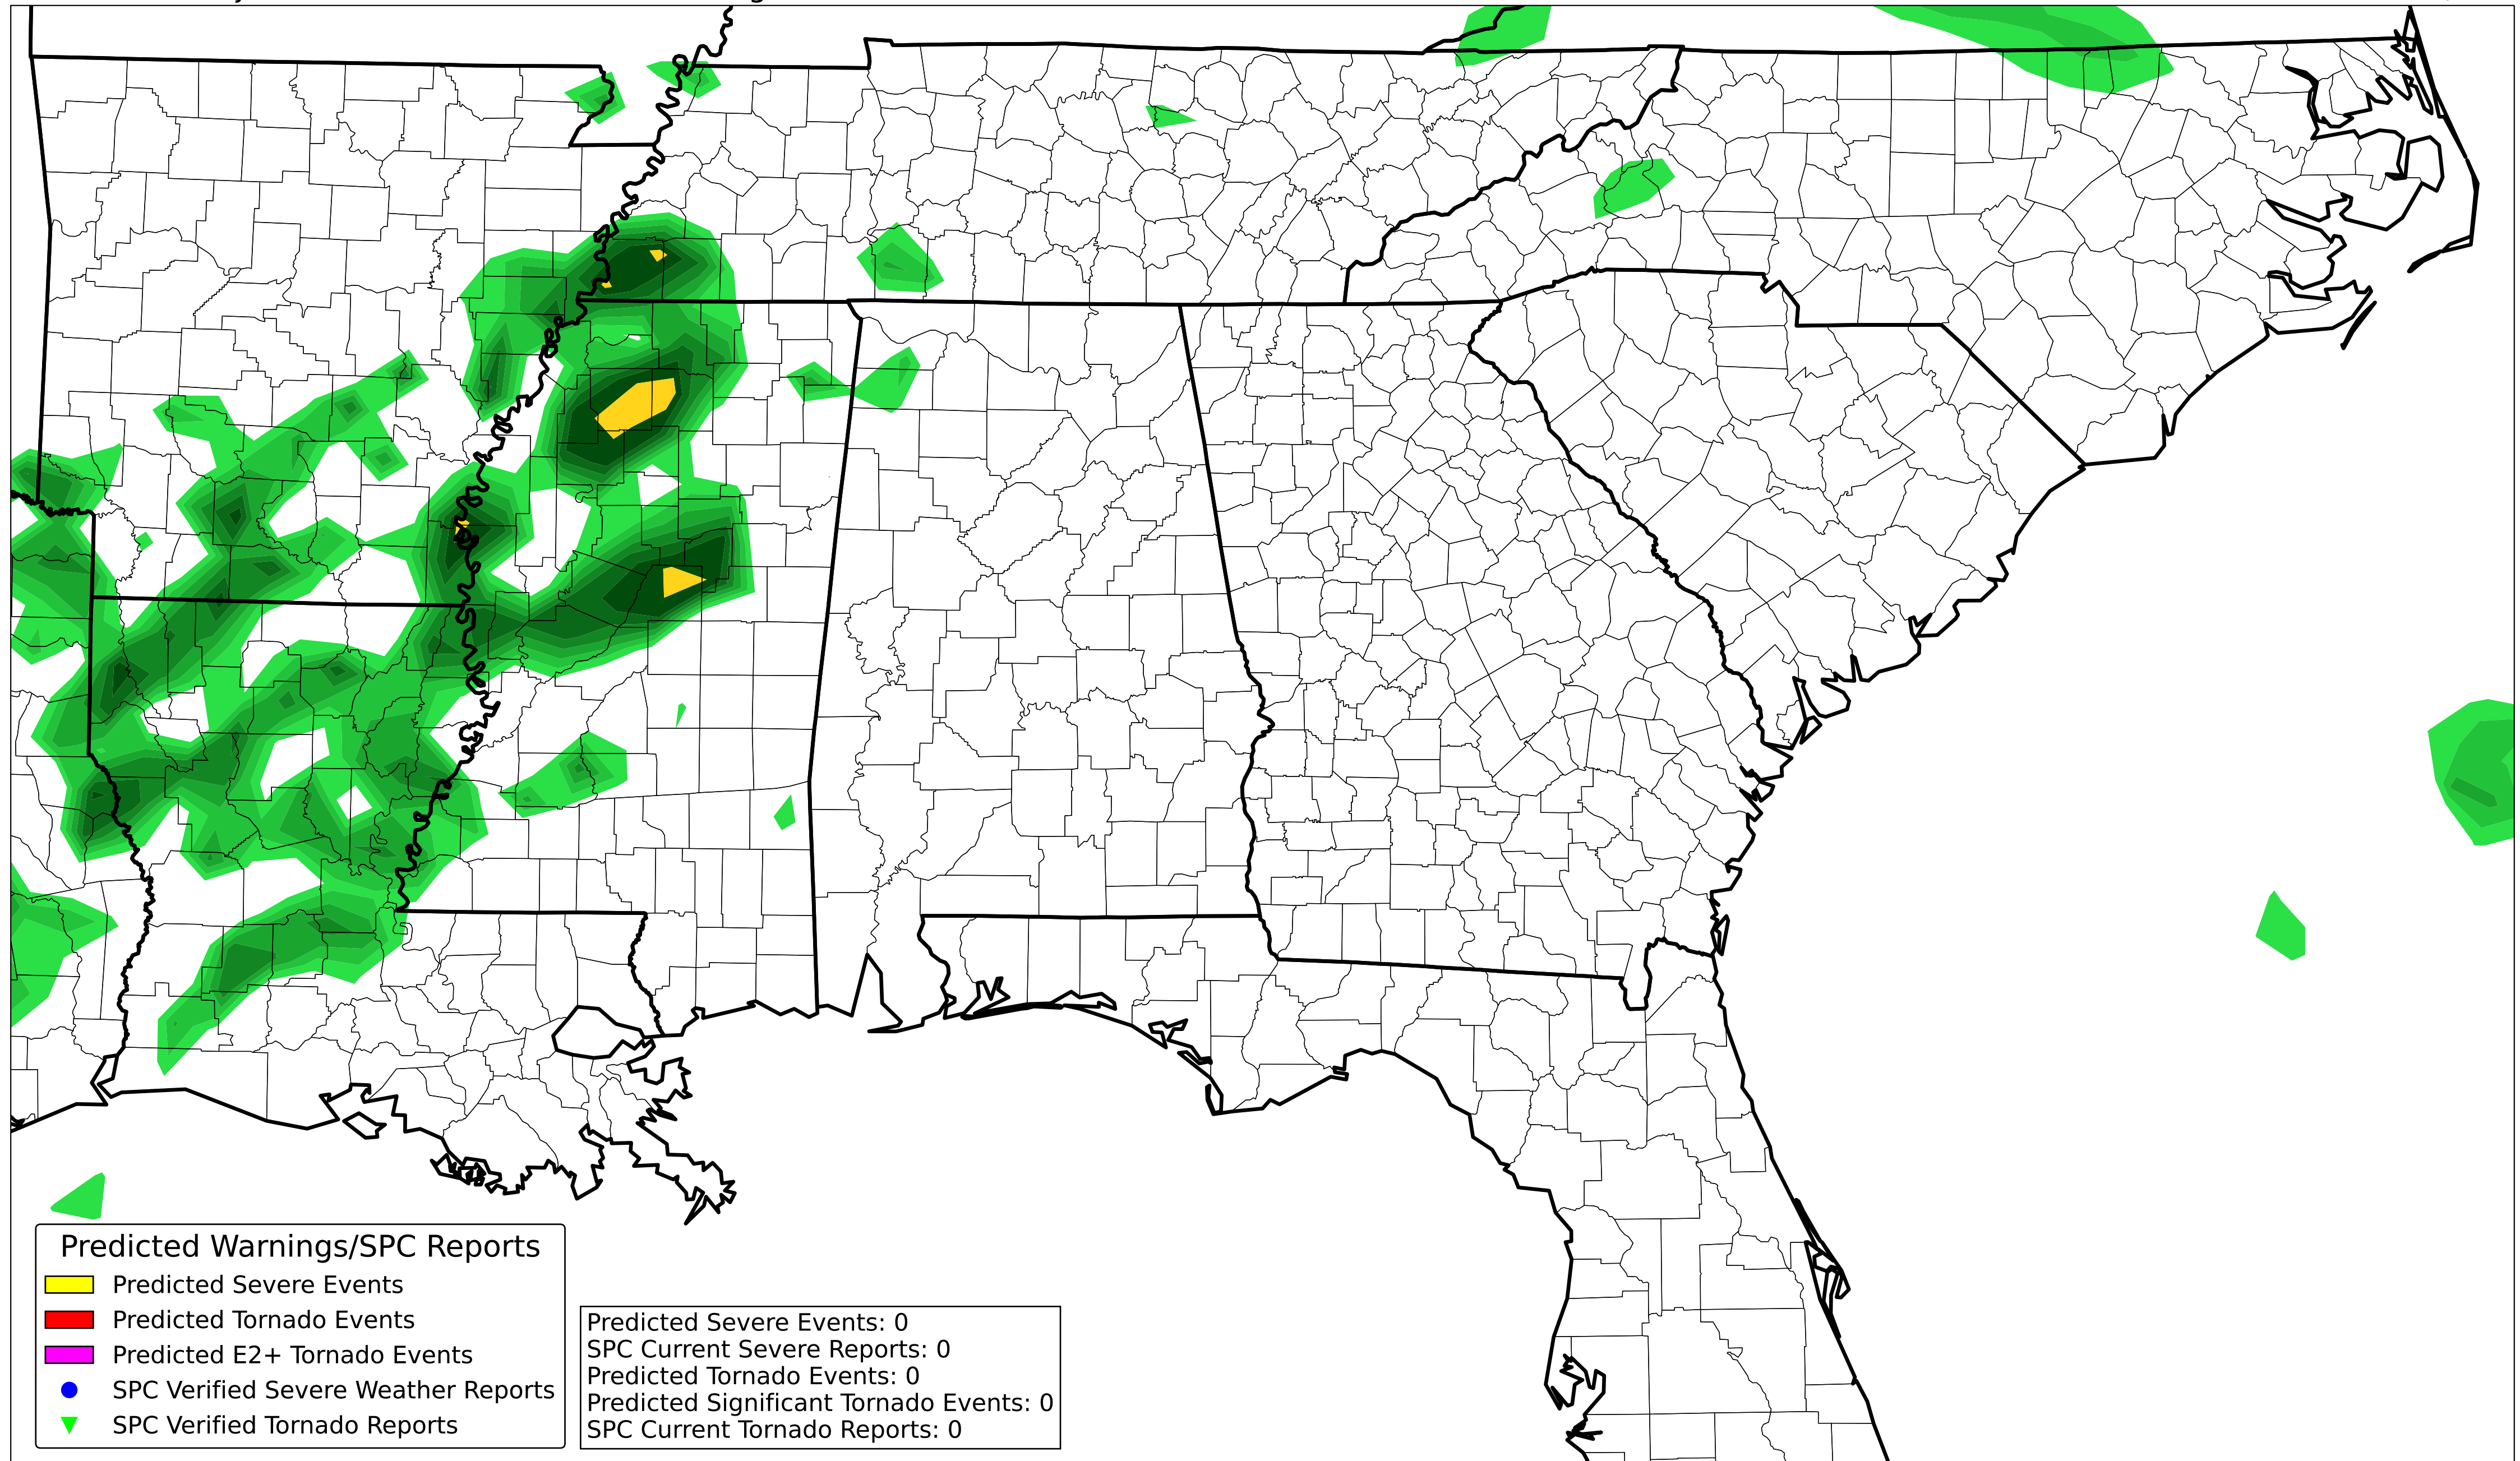 Predicted Warnings/SPC Reports
Predicted Severe Events
Predicted Tornado Events
Predicted E2+ Tornado Events
SPC Verified Severe Weather Reports
SPC Verified Tornado Reports
Predicted Severe Events: 0
SPC Current Severe Reports: 0
Predicted Tornado Events: 0
Predicted Significant Tornado Events: 0
SPC Current Tornado Reports: 0